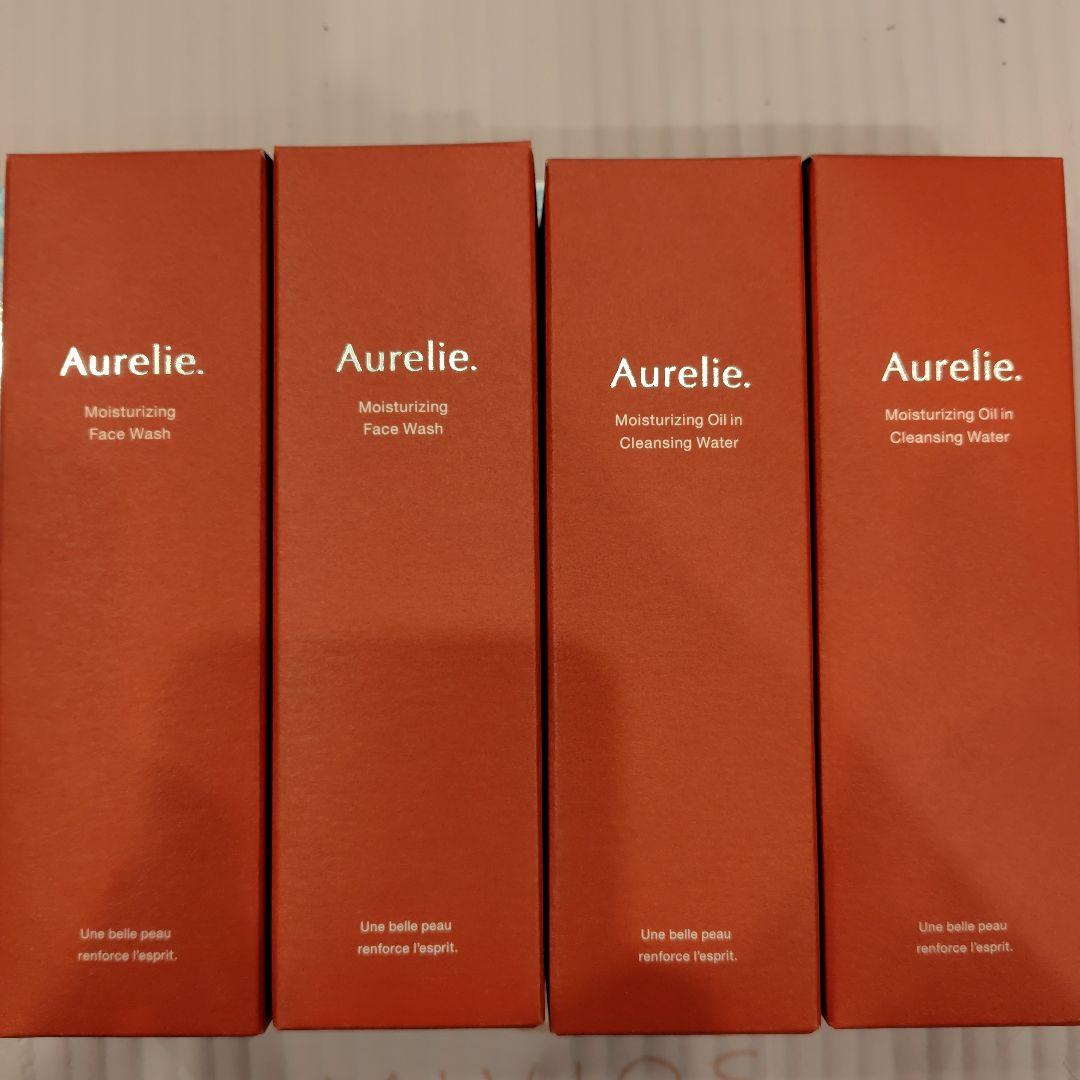 Aurelie.
Moisturizing
Face Wash
Une belle peau
renforce l'esprit.
Aurelie.
Moisturizing
Face Wash
Une belle peau
renforce l'esprit.
Aurelie.
Moisturizing Oil in
Cleansing Water
Une belle peau
renforce l'esprit.
Aurelie.
Moisturizing Oil in
Cleansing Water
Une belle peau
renforce l'esprit.